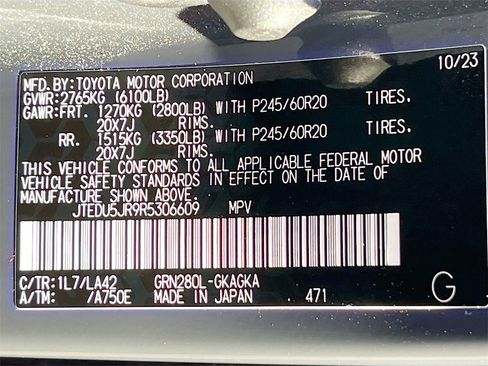 10/23
MFD.BY:TOYOTA MOTOR CORPORATION
GVWR:2765KG (6100LB)
GAWR:FRT. 1270KG (2800LB) WITH P245/60R20 TIRES.
20X7J RIMS.
RR. 1515KG (3350LB) WITH P245/60R20 TIRES.
20X7J RIMS.
THIS VEHICLE CONFORMS TO ALL APPLICABLE FEDERAL MOTOR
VEHICLE SAFETY STANDARDS IN EFFECT ON THE DATE OF
MANUFACTURE SHOWN ABOVE.
JTEDU5JR9R5306609 MPV
C/TR:1L7/LA42 GRN280L-GKAGKA
A/TM: /A750E MADE IN JAPAN 471 G